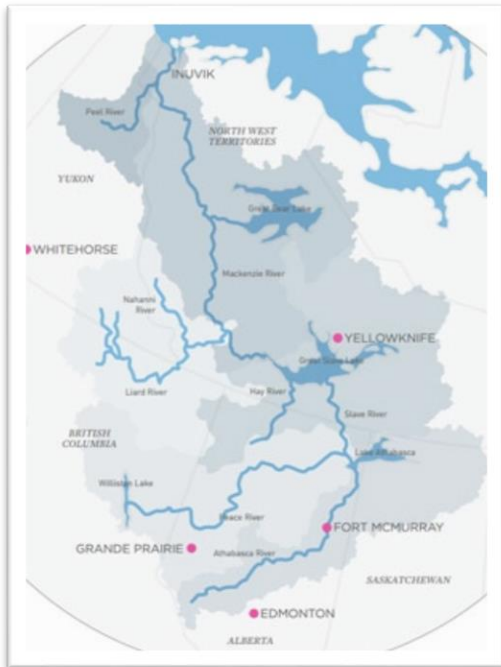 INUVIK
Peel River
NORTH WEST
TERRITORIES
YUKON
Great Bear Lake
WHITEHORSE
Mackenzie River
Nahanni
River
YELLOWKNIFE
Great Slave Lake
Hay River
Liard River
Slave River
BRITISH
COLUMBIA
Lake Athabasca
Williston Lake
Peace River
FORT MCMURRAY
GRANDE PRAIRIE
Athabasca River
SASKATCHEWAN
EDMONTON
ALBERTA